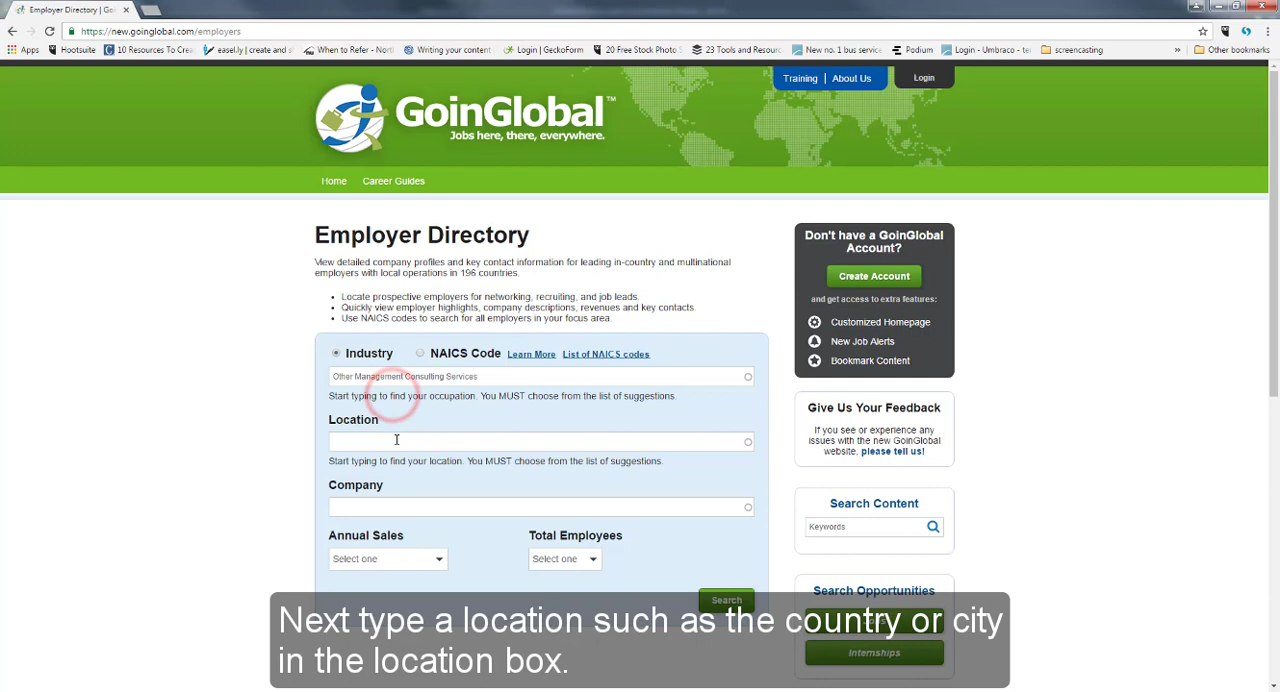 Employer Directory | Goi
https://new.goinglobal.com/employers
Apps Hootsuite 10 Resources To Crea easel.ly | create and s When to Refer - North Writing your content Login | GeckoForm 20 Free Stock Photo S 23 Tools and Resourc New no. 1 bus service Podium Login - Umbraco - te screencasting » Other bookmarks
Training | About Us Login
GoinGlobal™
Jobs here, there, everywhere.
Home Career Guides
Employer Directory
View detailed company profiles and key contact information for leading in-country and multinational
employers with local operations in 196 countries.
• Locate prospective employers for networking, recruiting, and job leads.
• Quickly view employer highlights, company descriptions, revenues and key contacts.
• Use NAICS codes to search for all employers in your focus area.
Industry NAICS Code Learn More List of NAICS codes
Other Management Consulting Services
Start typing to find your occupation. You MUST choose from the list of suggestions.
Location
Start typing to find your location. You MUST choose from the list of suggestions.
Company
Annual Sales Total Employees
Select one Select one
Search
Don't have a GoinGlobal
Account?
Create Account
and get access to extra features:
Customized Homepage
New Job Alerts
Bookmark Content
Give Us Your Feedback
If you see or experience any
issues with the new GoinGlobal
website, please tell us!
Search Content
Keywords
Search Opportunities
Internships
Next type a location such as the country or city
in the location box.